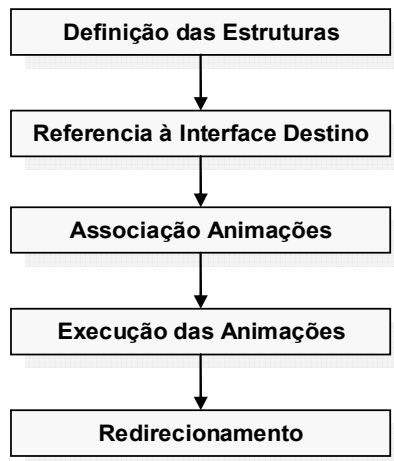 Definição das Estruturas
Referencia à Interface Destino
Associação Animações
Execução das Animações
Redirecionamento